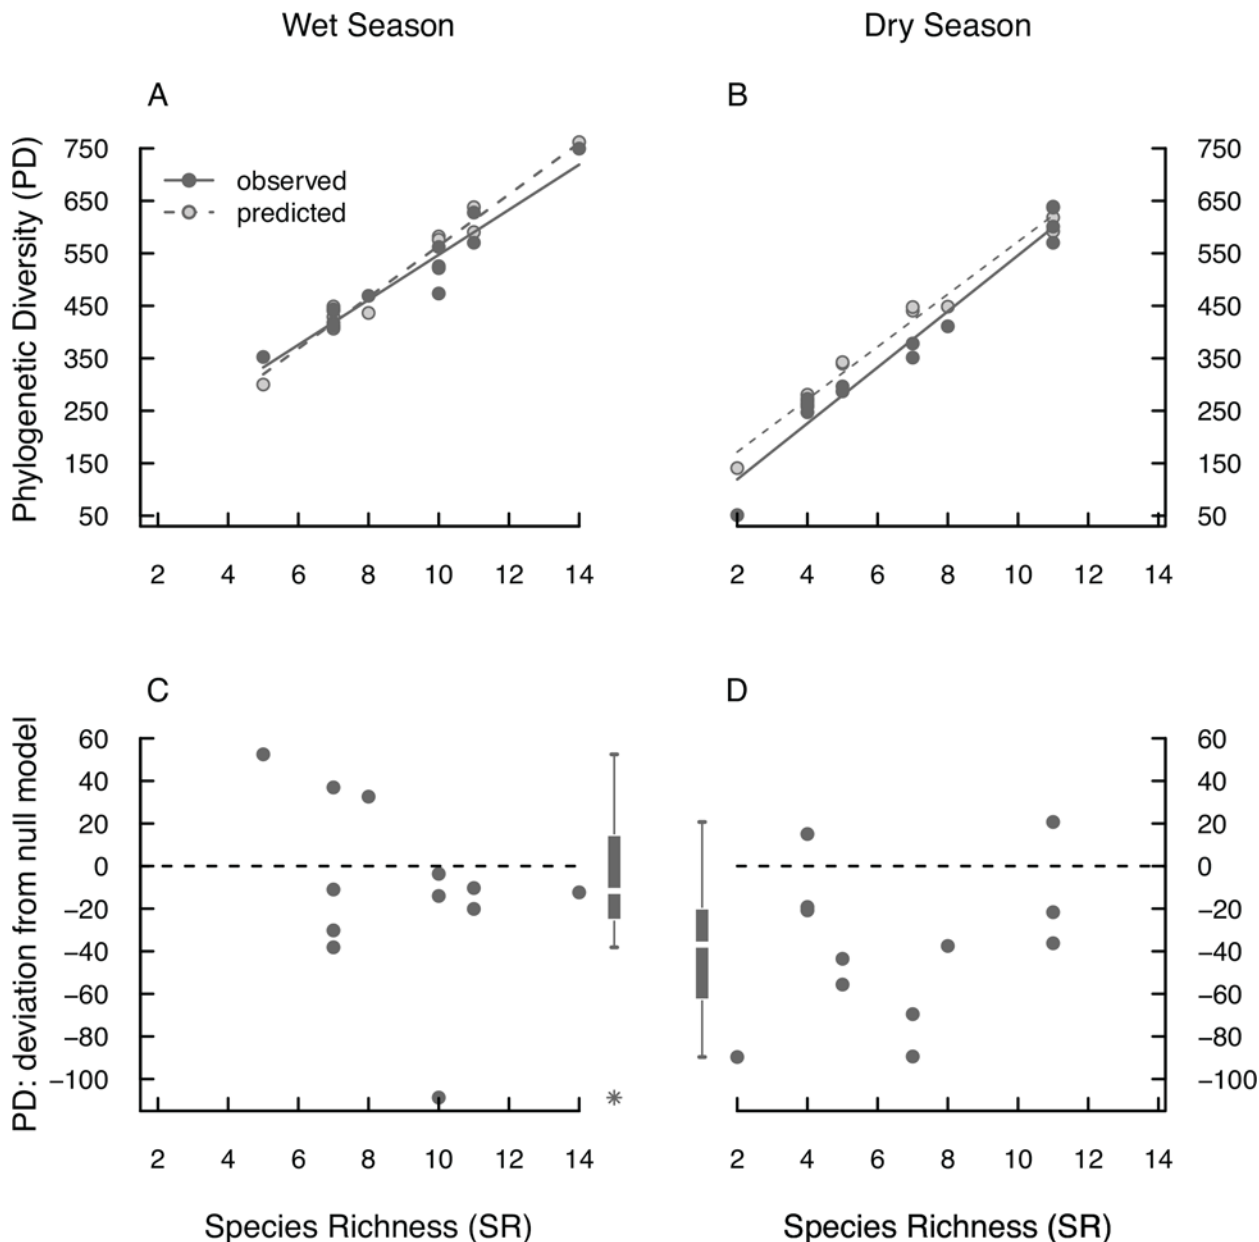 Wet Season
Dry Season
A
B
Phylogenetic Diversity (PD)
750
650
550
450
350
250
150
50
observed
predicted
2 4 6 8 10 12 14
750
650
550
450
350
250
150
50
2 4 6 8 10 12 14
C
D
PD: deviation from null model
60
40
20
0
−20
−40
−60
−80
−100
2 4 6 8 10 12 14
Species Richness (SR)
60
40
20
0
−20
−40
−60
−80
−100
2 4 6 8 10 12 14
Species Richness (SR)